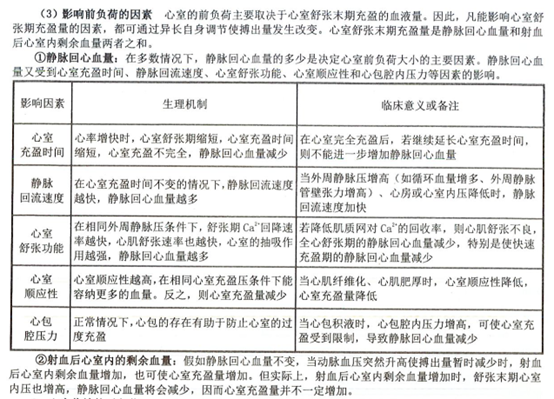 (3)影响前负荷的因素 心室的前负荷主要取决于心室舒张末期充盈的血液量。因此，凡能影响心室舒
张期充盈量的因素，都可通过异长自身调节使搏出量发生改变。心室舒张末期充盈量是静脉回心血量和射血
后心室内剩余血量两者之和。
①静脉回心血量：在多数情况下，静脉回心血量的多少是决定心室前负荷大小的主要因素。静脉回心血
量又受到心室充盈时间、静脉回流速度、心室舒张功能、心室顺应性和心包腔内压力等因素的影响。
影响因素 生理机制 临床意义或备注
心室
充盈时间
心率增快时，心室舒张期缩短，心室充盈时间
缩短，心室充盈不完全，静脉回心血量减少
在心室完全充盈后，若继续延长心室充盈时间，
则不能进一步增加静脉回心血量
静脉
回流速度
在心室充盈时间不变的情况下，静脉回流速度
越快，静脉回心血量越多
当外周静脉压增高（如循环血量增多、外周静脉
管壁张力增高）、心房或心室内压降低时，静脉
回流速度加快
心室
舒张功能
在相同外周静脉压条件下，舒张期Ca²⁺回降速
率越快，心肌舒张速率也越快，心室的抽吸作
用越强，静脉回心血量越多
若降低肌质网对Ca²⁺的回收率，则心肌舒张不良，
全心舒张期的静脉回心血量减少，特别是使快速
充盈期的静脉回心血量减少
心室
顺应性
心室顺应性越高，在相同心室充盈压条件下能
容纳更多的血量。反之，则心室充盈量减少
当心肌纤维化、心肌肥厚时，心室顺应性降低，
心室充盈量降低
心包
腔压力
正常情况下，心包的存在有助于防止心室的过
度充盈
当心包积液时，心包腔内压力增高，可使心室充
盈受到限制，导致静脉回心血量减少
②射血后心室内的剩余血量：假如静脉回心血量不变，当动脉血压突然升高使搏出量暂时减少时，射血
后心室内剩余血量增加，也可使心室充盈量增加。但实际上，射血后心室内剩余血量增加时，舒张末期心室
内压也增高，静脉回心血量将会减少，因而心室充盈量并不一定增加。